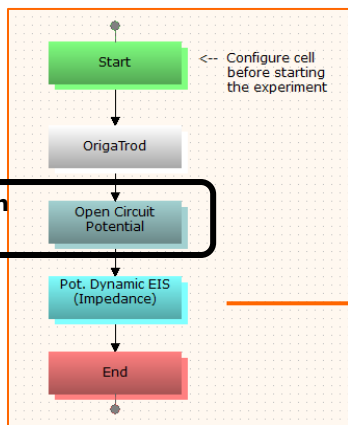 Start
<-- Configure cell
before starting
the experiment
OrigaTrod
Open Circuit
Potential
Pot. Dynamic EIS
(Impedance)
End